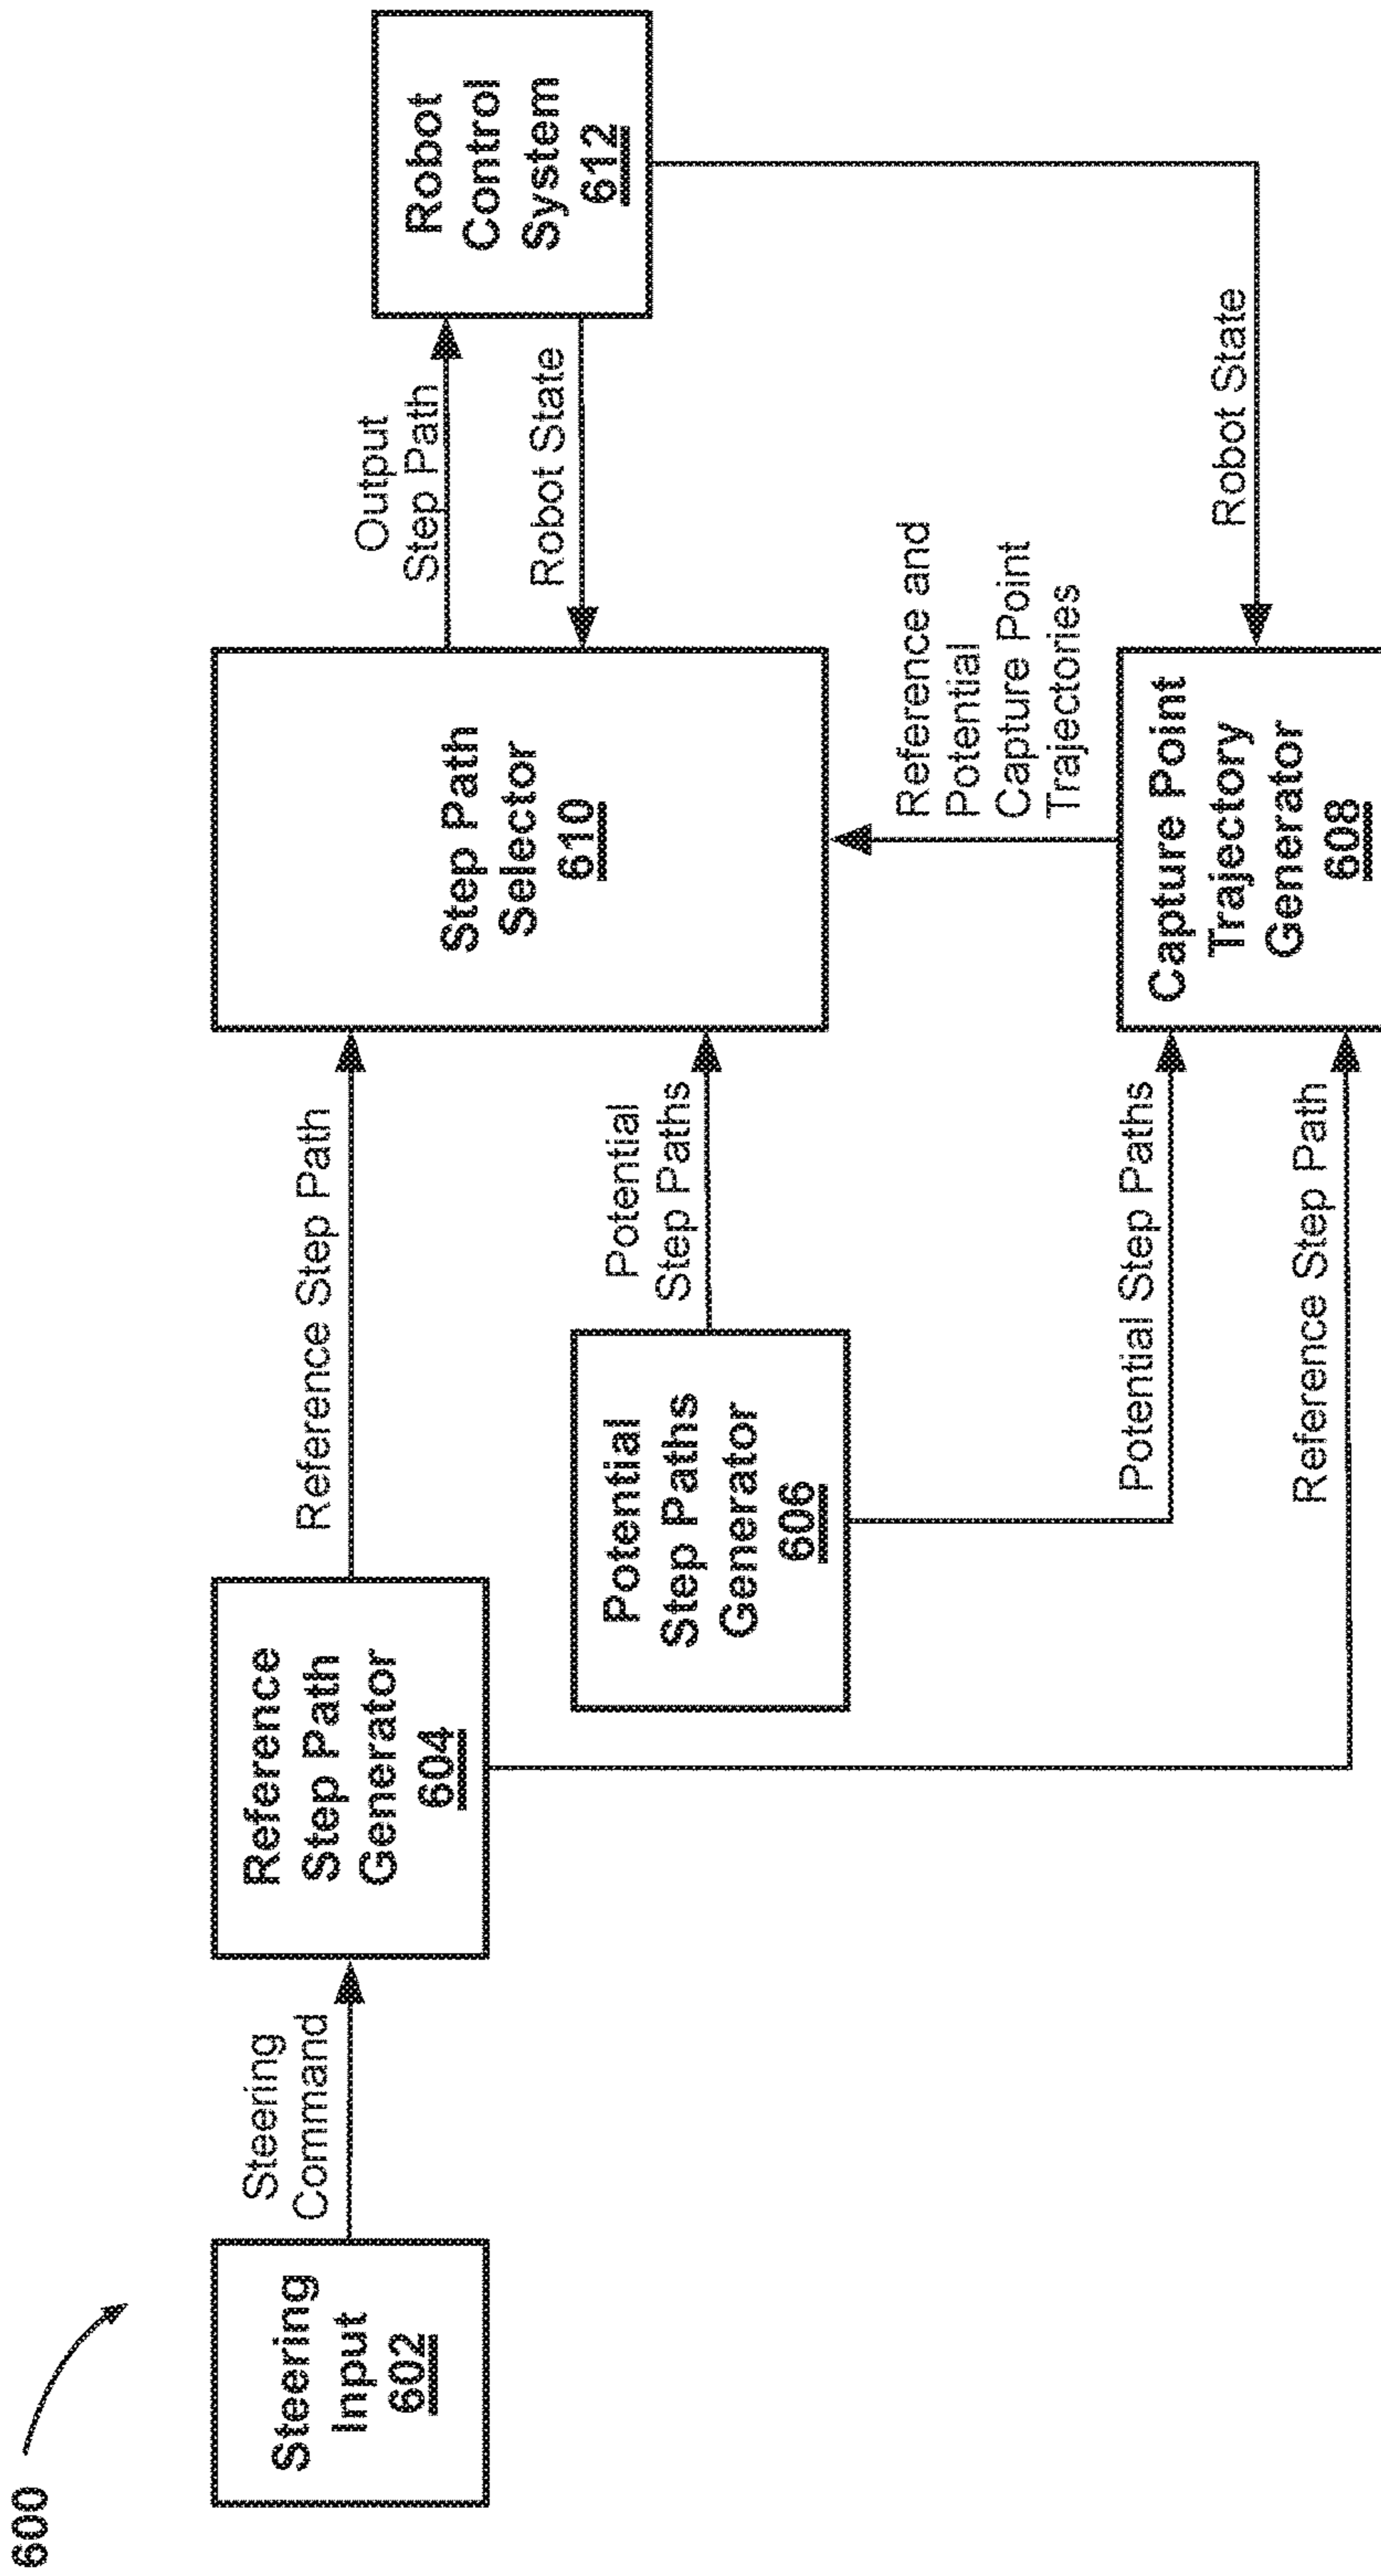 600
Steering
Input
602
Steering
Command
Reference
Step Path
Generator
604
Reference Step Path
Potential
Step Paths
Generator
606
Potential
Step Paths
Potential Step Paths
Reference Step Path
Step Path
Selector
610
Reference and
Potential
Capture Point
Trajectories
Capture Point
Trajectory
Generator
608
Output
Step Path
Robot State
Robot
Control
System
612
Robot State